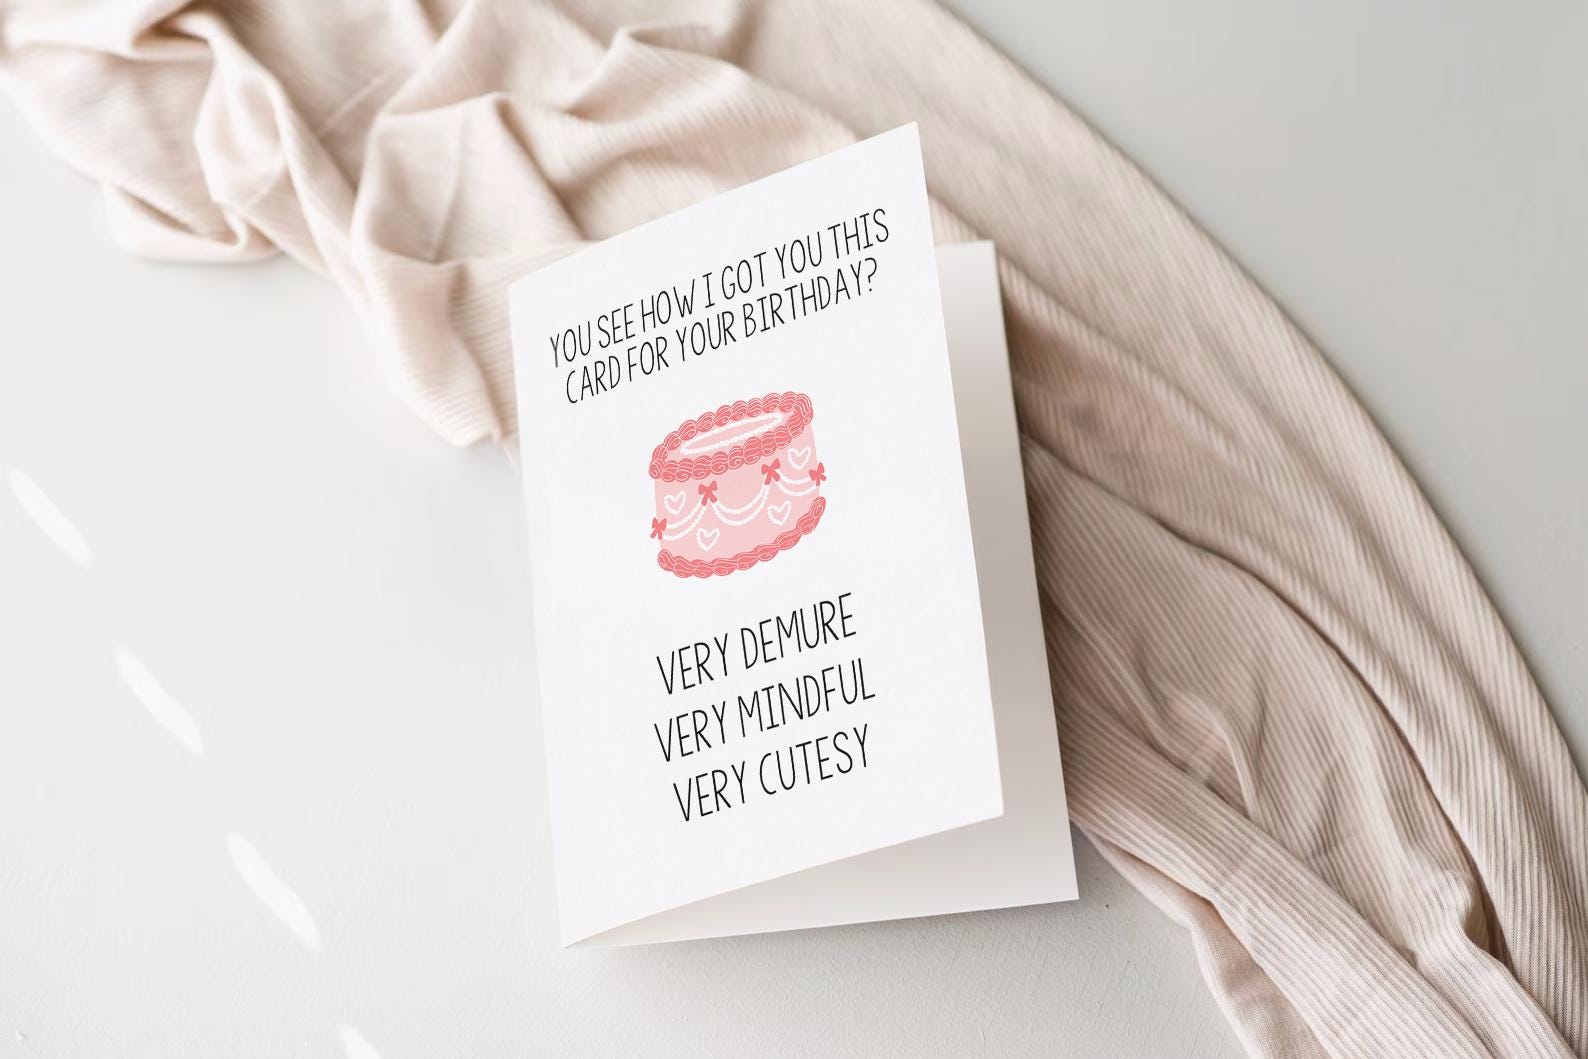 YOU SEE HOW I GOT YOU THIS
CARD FOR YOUR BIRTHDAY?
VERY DEMURE
VERY MINDFUL
VERY CUTESY